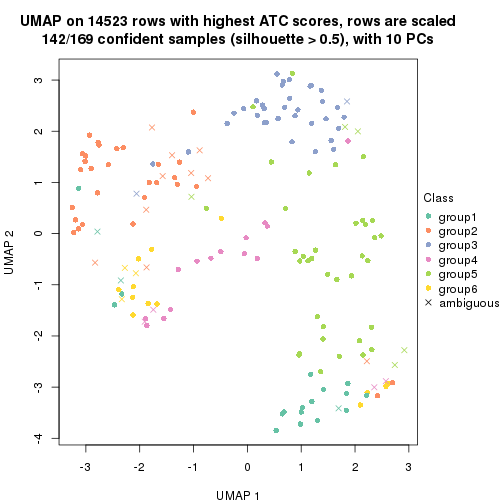 UMAP on 14523 rows with highest ATC scores, rows are scaled
142/169 confident samples (silhouette > 0.5), with 10 PCs
3
2
1
0
-1
-2
-3
-4
UMAP 2
-3
-2
-1
0
1
2
3
UMAP 1
Class
group1
group2
group3
group4
group5
group6
ambiguous